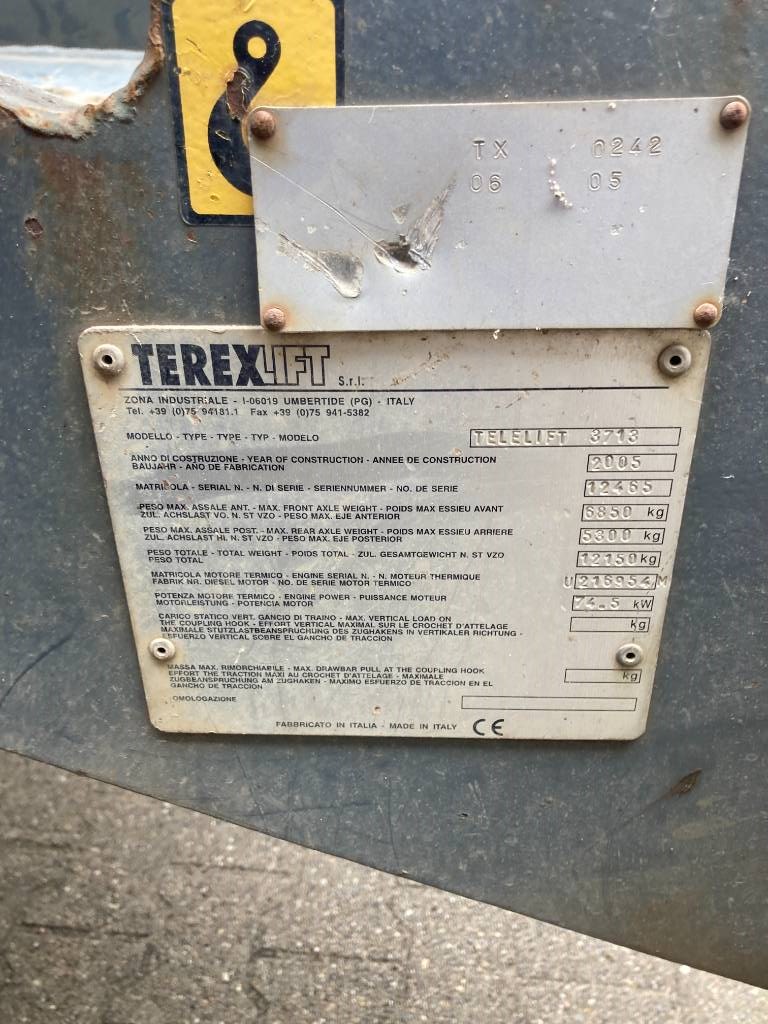 TX 0242
06 05
TEREXLIFT S.r.l.
ZONA INDUSTRIALE - I-06019 UMBERTIDE (PG) - ITALY
Tel. +39 (0)75 94181.1 Fax +39 (0)75 941-5382
MODELLO - TYPE - TYPE - TYP - MODELO TELELIFT 3713
ANNO DI COSTRUZIONE - YEAR OF CONSTRUCTION - ANNEE DE CONSTRUCTION
BAUJAHR - ANO DE FABRICATION 2005
MATRICOLA - SERIAL N. - N. DI SERIE - SERIENNUMMER - NO. DE SERIE 12465
PESO MAX. ASSALE ANT. - MAX. FRONT AXLE WEIGHT - POIDS MAX ESSIEU AVANT
ZUL. ACHSLAST VO. N. ST VZO - PESO MAX. EJE ANTERIOR 6850 kg
PESO MAX. ASSALE POST. - MAX. REAR AXLE WEIGHT - POIDS MAX ESSIEU ARRIERE
ZUL. ACHSLAST HI. N. ST VZO - PESO MAX. EJE POSTERIOR 5300 kg
PESO TOTALE - TOTAL WEIGHT - POIDS TOTAL - ZUL. GESAMTGEWICHT N. ST VZO
PESO TOTAL 12150 kg
MATRICOLA MOTORE TERMICO - ENGINE SERIAL N. - N. MOTEUR THERMIQUE
FABRIK NR. DIESEL MOTOR - NO. DE SERIE MOTOR TERMICO U216954M
POTENZA MOTORE TERMICO - ENGINE POWER - PUISSANCE MOTEUR
MOTORLEISTUNG - POTENCIA MOTOR 74.5 kW
CARICO STATICO VERT. GANCIO DI TRAINO - MAX. VERTICAL LOAD ON
THE COUPLING HOOK - EFFORT VERTICAL MAXIMAL SUR LE CROCHET D'ATTELAGE kg
MAXIMALE STUTZLASTBEANSPRUCHUNG DES ZUGHAKENS IN VERTIKALER RICHTUNG -
ESFUERZO VERTICAL SOBRE EL GANCHO DE TRACCION
MASSA MAX. RIMORCHIABILE - MAX. DRAWBAR PULL AT THE COUPLING HOOK
EFFORT THE TRACTION MAXI AU CROCHET D'ATTELAGE - MAXIMALE kg
ZUGBEANSPRUCHUNG AM ZUGHAKEN - MAXIMO ESFUERZO DE TRACCION EN EL
GANCHO DE TRACCION
OMOLOGAZIONE
FABBRICATO IN ITALIA - MADE IN ITALY CE